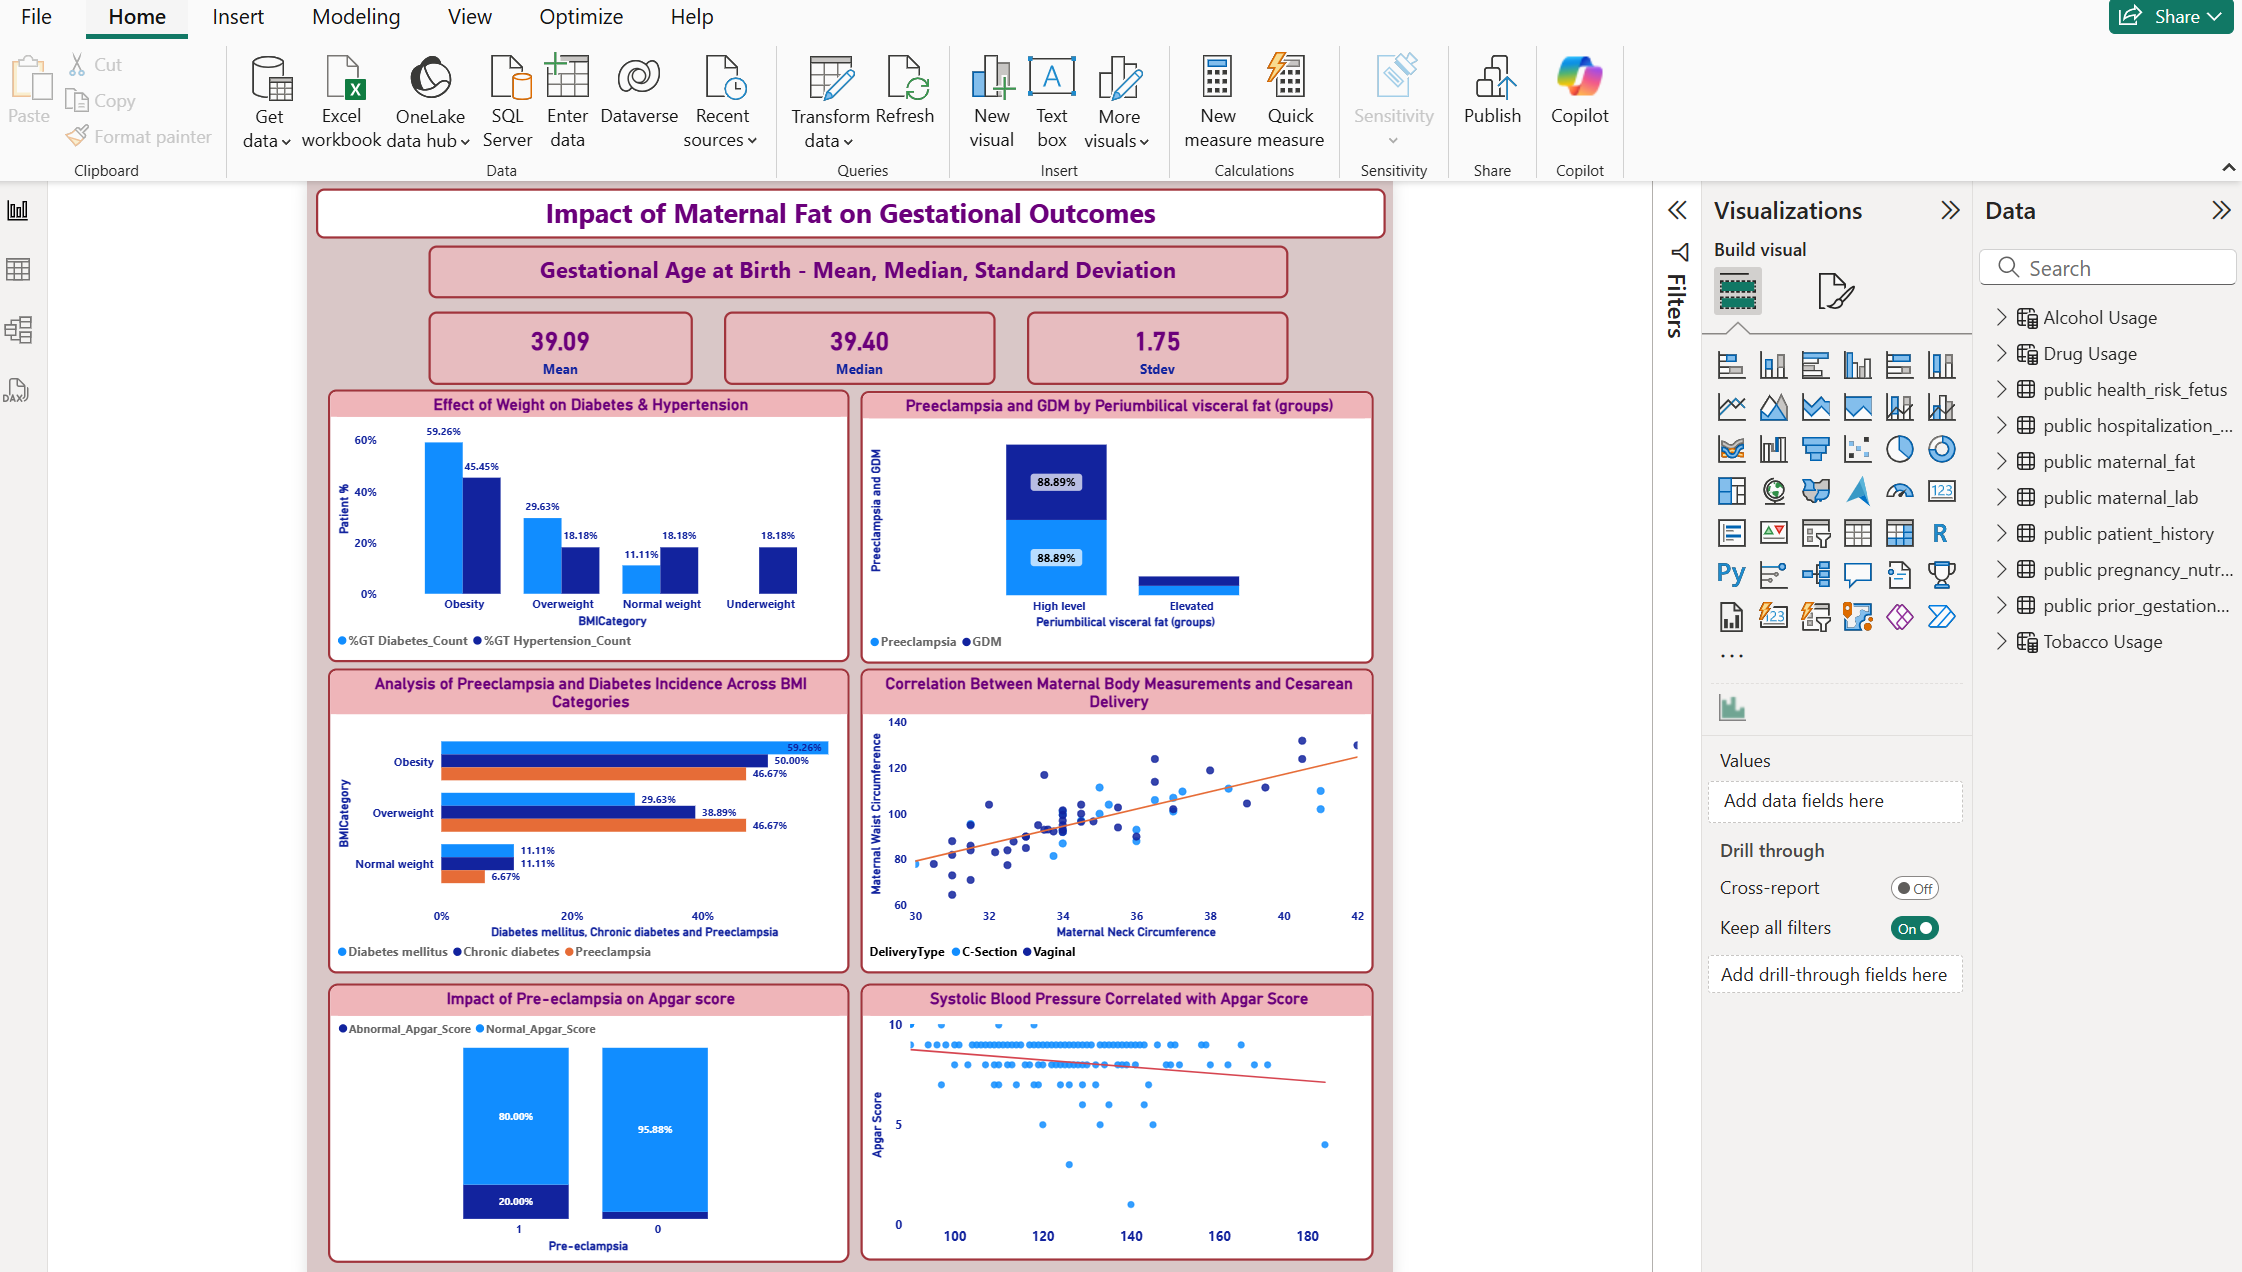 File Home Insert Modeling View Optimize Help
Share
Paste
Cut
Copy
Format painter
Clipboard
Get data
Excel workbook
OneLake data hub
SQL Server
Enter data
Dataverse
Recent sources
Data
Transform data
Refresh
Queries
New visual
Text box
More visuals
Insert
New measure
Quick measure
Calculations
Sensitivity
Sensitivity
Publish
Share
Copilot
Copilot
DAX
Impact of Maternal Fat on Gestational Outcomes
Gestational Age at Birth - Mean, Median, Standard Deviation
39.09
Mean
39.40
Median
1.75
Stdev
Effect of Weight on Diabetes & Hypertension
Patient %
60%
40%
20%
0%
59.26%
45.45%
29.63%
18.18%
11.11%
18.18%
18.18%
Obesity Overweight Normal weight Underweight
BMICategory
%GT Diabetes_Count %GT Hypertension_Count
Preeclampsia and GDM by Periumbilical visceral fat (groups)
Preeclampsia and GDM
88.89%
88.89%
High level Elevated
Periumbilical visceral fat (groups)
Preeclampsia GDM
Analysis of Preeclampsia and Diabetes Incidence Across BMI
Categories
BMICategory
Obesity
59.26%
50.00%
46.67%
Overweight
29.63%
38.89%
46.67%
Normal weight
11.11%
11.11%
6.67%
0% 20% 40%
Diabetes mellitus, Chronic diabetes and Preeclampsia
Diabetes mellitus Chronic diabetes Preeclampsia
Correlation Between Maternal Body Measurements and Cesarean
Delivery
Maternal Waist Circumference
140
120
100
80
60
30 32 34 36 38 40 42
Maternal Neck Circumference
DeliveryType C-Section Vaginal
Impact of Pre-eclampsia on Apgar score
Abnormal_Apgar_Score Normal_Apgar_Score
80.00%
20.00%
95.88%
1 0
Pre-eclampsia
Systolic Blood Pressure Correlated with Apgar Score
Apgar Score
10
5
0
100 120 140 160 180
Filters
Visualizations
Build visual
123
R
Py
123
Values
Add data fields here
Drill through
Cross-report
Off
Keep all filters
On
Add drill-through fields here
Data
Search
Alcohol Usage
Drug Usage
public health_risk_fetus
public hospitalization_...
public maternal_fat
public maternal_lab
public patient_history
public pregnancy_nutr...
public prior_gestation...
Tobacco Usage